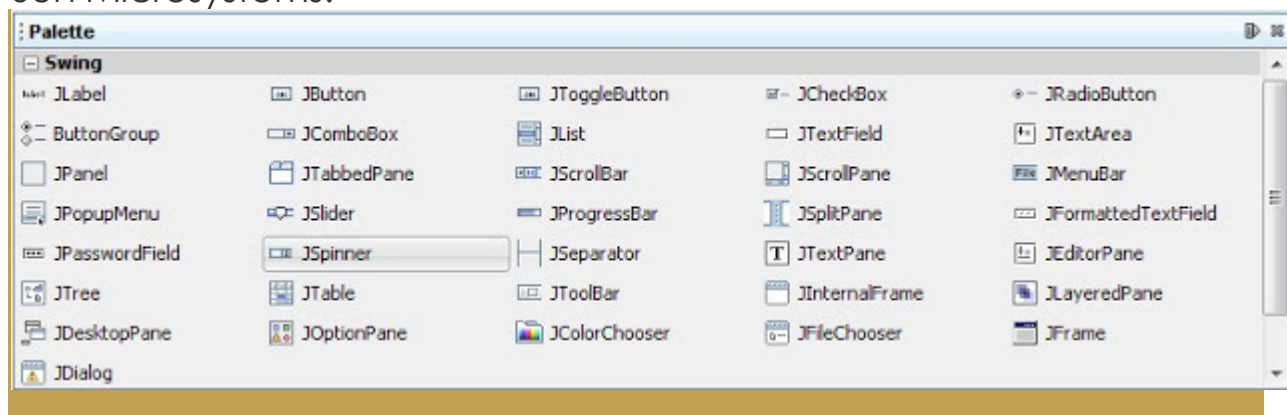 Sun Microsystems.
Palette
Swing
JLabel JButton JToggleButton JCheckBox JRadioButton
ButtonGroup JComboBox JList JTextField JTextArea
JPanel JTabbedPane JScrollBar JScrollPane JMenuBar
JPopupMenu JSlider JProgressBar JSplitPane JFormattedTextField
JPasswordField JSpinner JSeparator JTextPane JEditorPane
JTree JTable JToolBar JInternalFrame JLayeredPane
JDesktopPane JOptionPane JColorChooser JFileChooser JFrame
JDialog